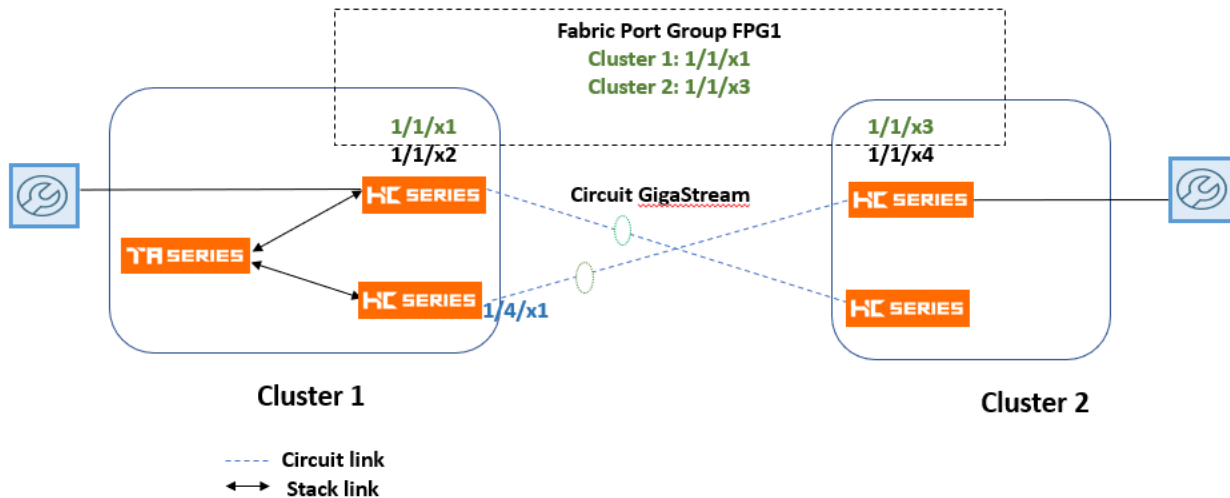 Fabric Port Group FPG1
Cluster 1: 1/1/x1
Cluster 2: 1/1/x3
1/1/x1
1/1/x2
1/1/x3
1/1/x4
HC SERIES
Circuit GigaStream
HC SERIES
TA SERIES
HC SERIES
1/4/x1
HC SERIES
Cluster 1
Cluster 2
Circuit link
Stack link